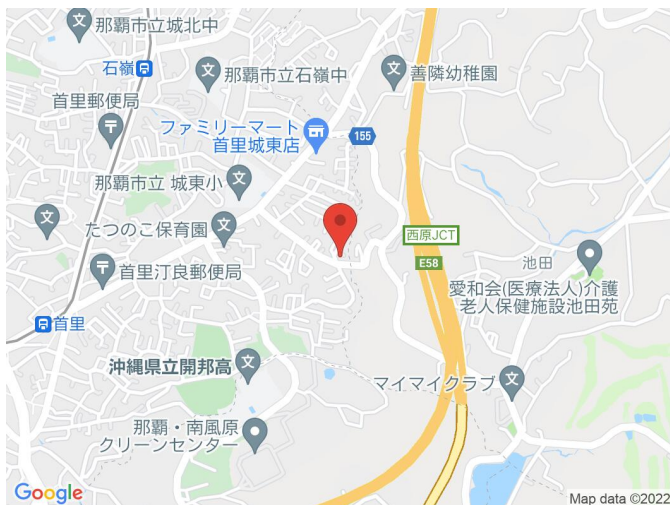 那覇市立城北中
石嶺
那覇市立石嶺中
善隣幼稚園
首里郵便局
ファミリーマート
首里城東店
155
那覇市立 城東小
たつのこ保育園
西原JCT
E58
池田
首里汀良郵便局
愛和会(医療法人)介護
老人保健施設池田苑
首里
沖縄県立開邦高
マイマイクラブ
那覇・南風原
クリーンセンター
Google
Map data ©2022